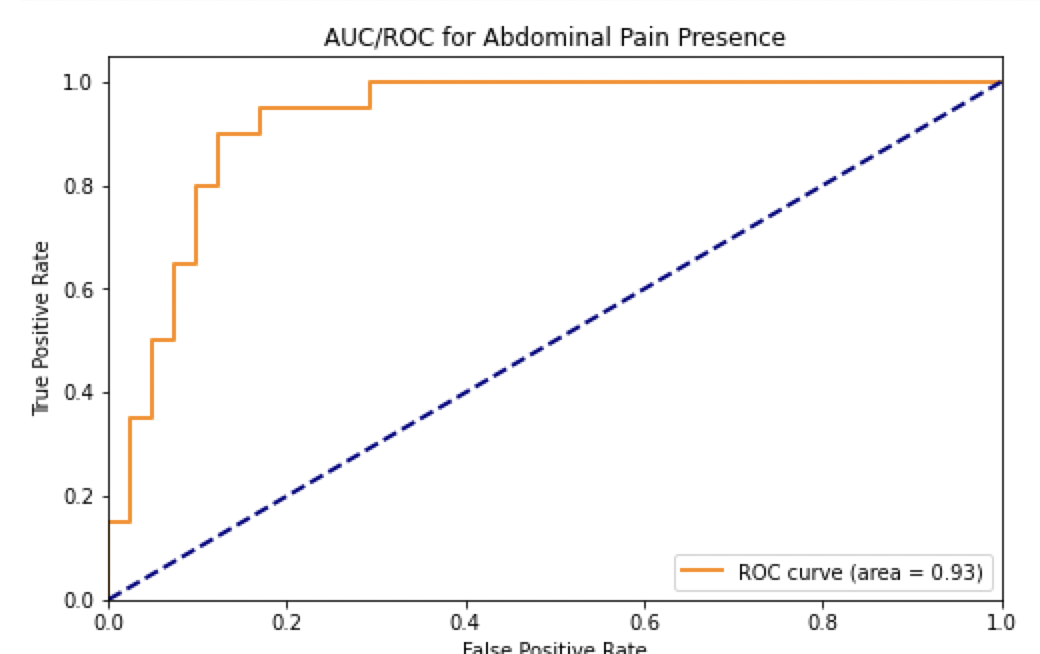 AUC/ROC for Abdominal Pain Presence
1.0
0.8
0.6
0.4
0.2
0.0
True Positive Rate
ROC curve (area = 0.93)
0.0 0.2 0.4 0.6 0.8 1.0
False Positive Rate